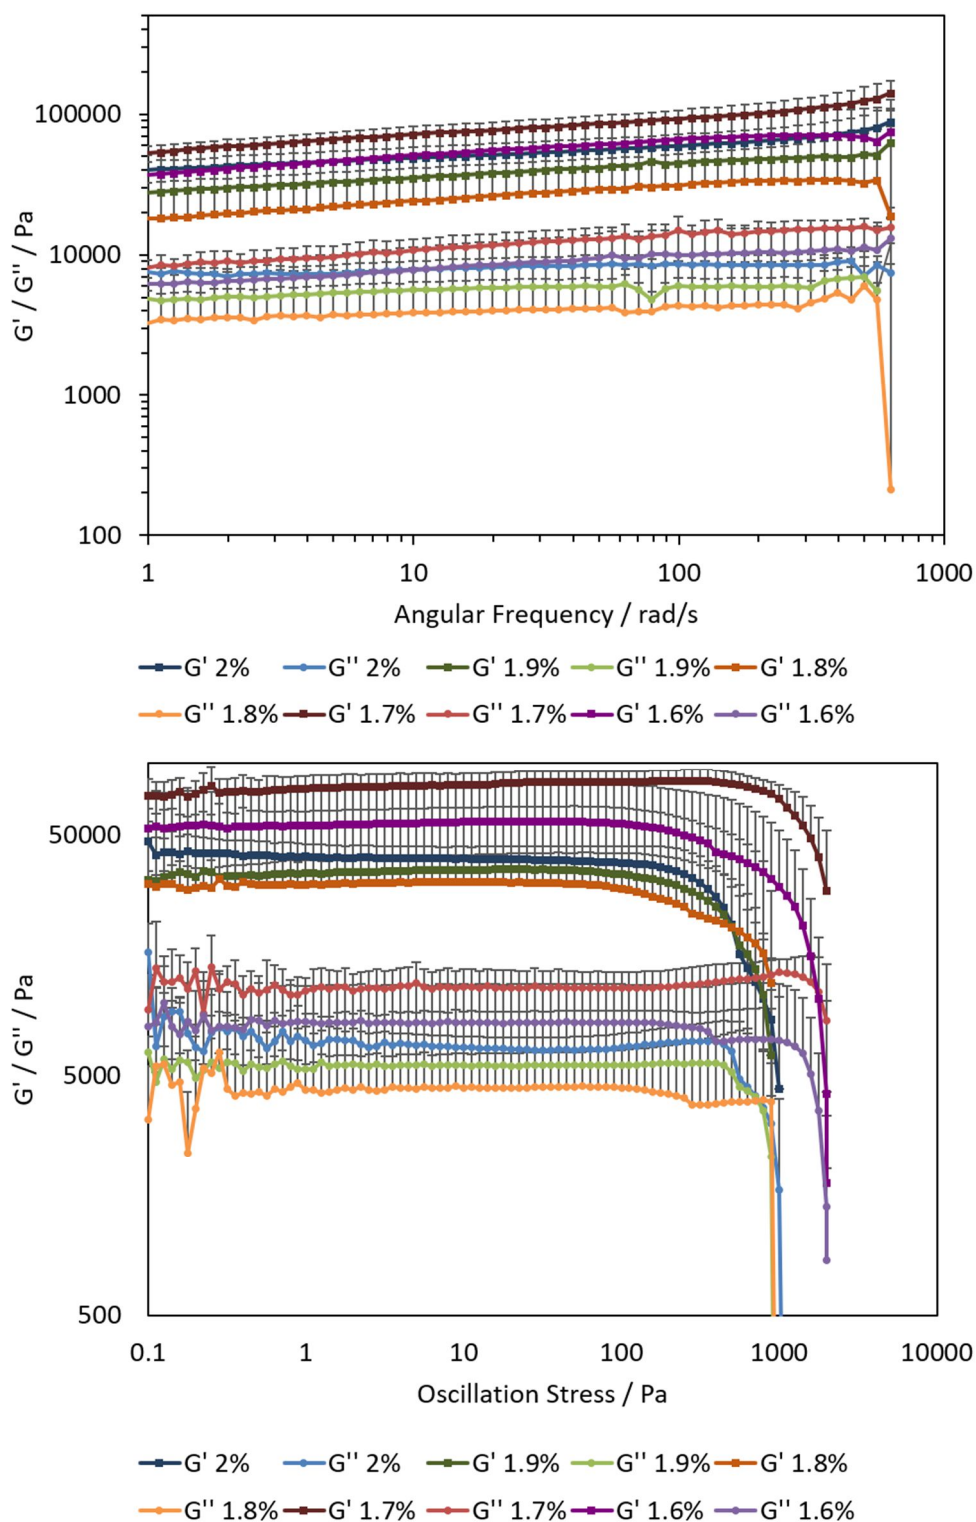 100000
10000
1000
100
G' / G'' / Pa
1 10 100 1000
Angular Frequency / rad/s
G' 2% G'' 2% G' 1.9% G'' 1.9% G' 1.8%
G'' 1.8% G' 1.7% G'' 1.7% G' 1.6% G'' 1.6%
50000
5000
500
G' / G'' / Pa
0.1 1 10 100 1000 10000
Oscillation Stress / Pa
G' 2% G'' 2% G' 1.9% G'' 1.9% G' 1.8%
G'' 1.8% G' 1.7% G'' 1.7% G' 1.6% G'' 1.6%